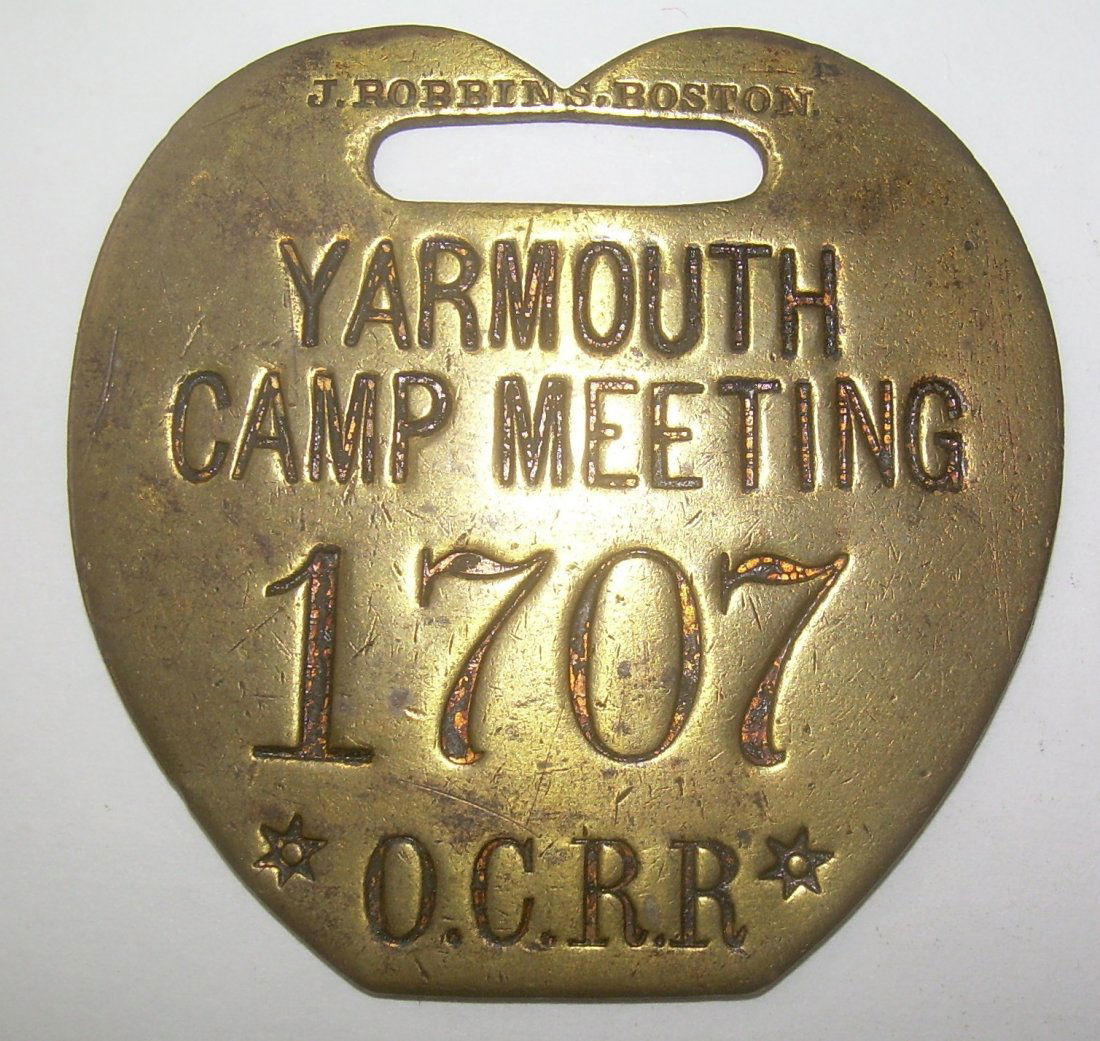 J. ROBBINS. BOSTON.
YARMOUTH
CAMP MEETING
1707
O.C.R.R